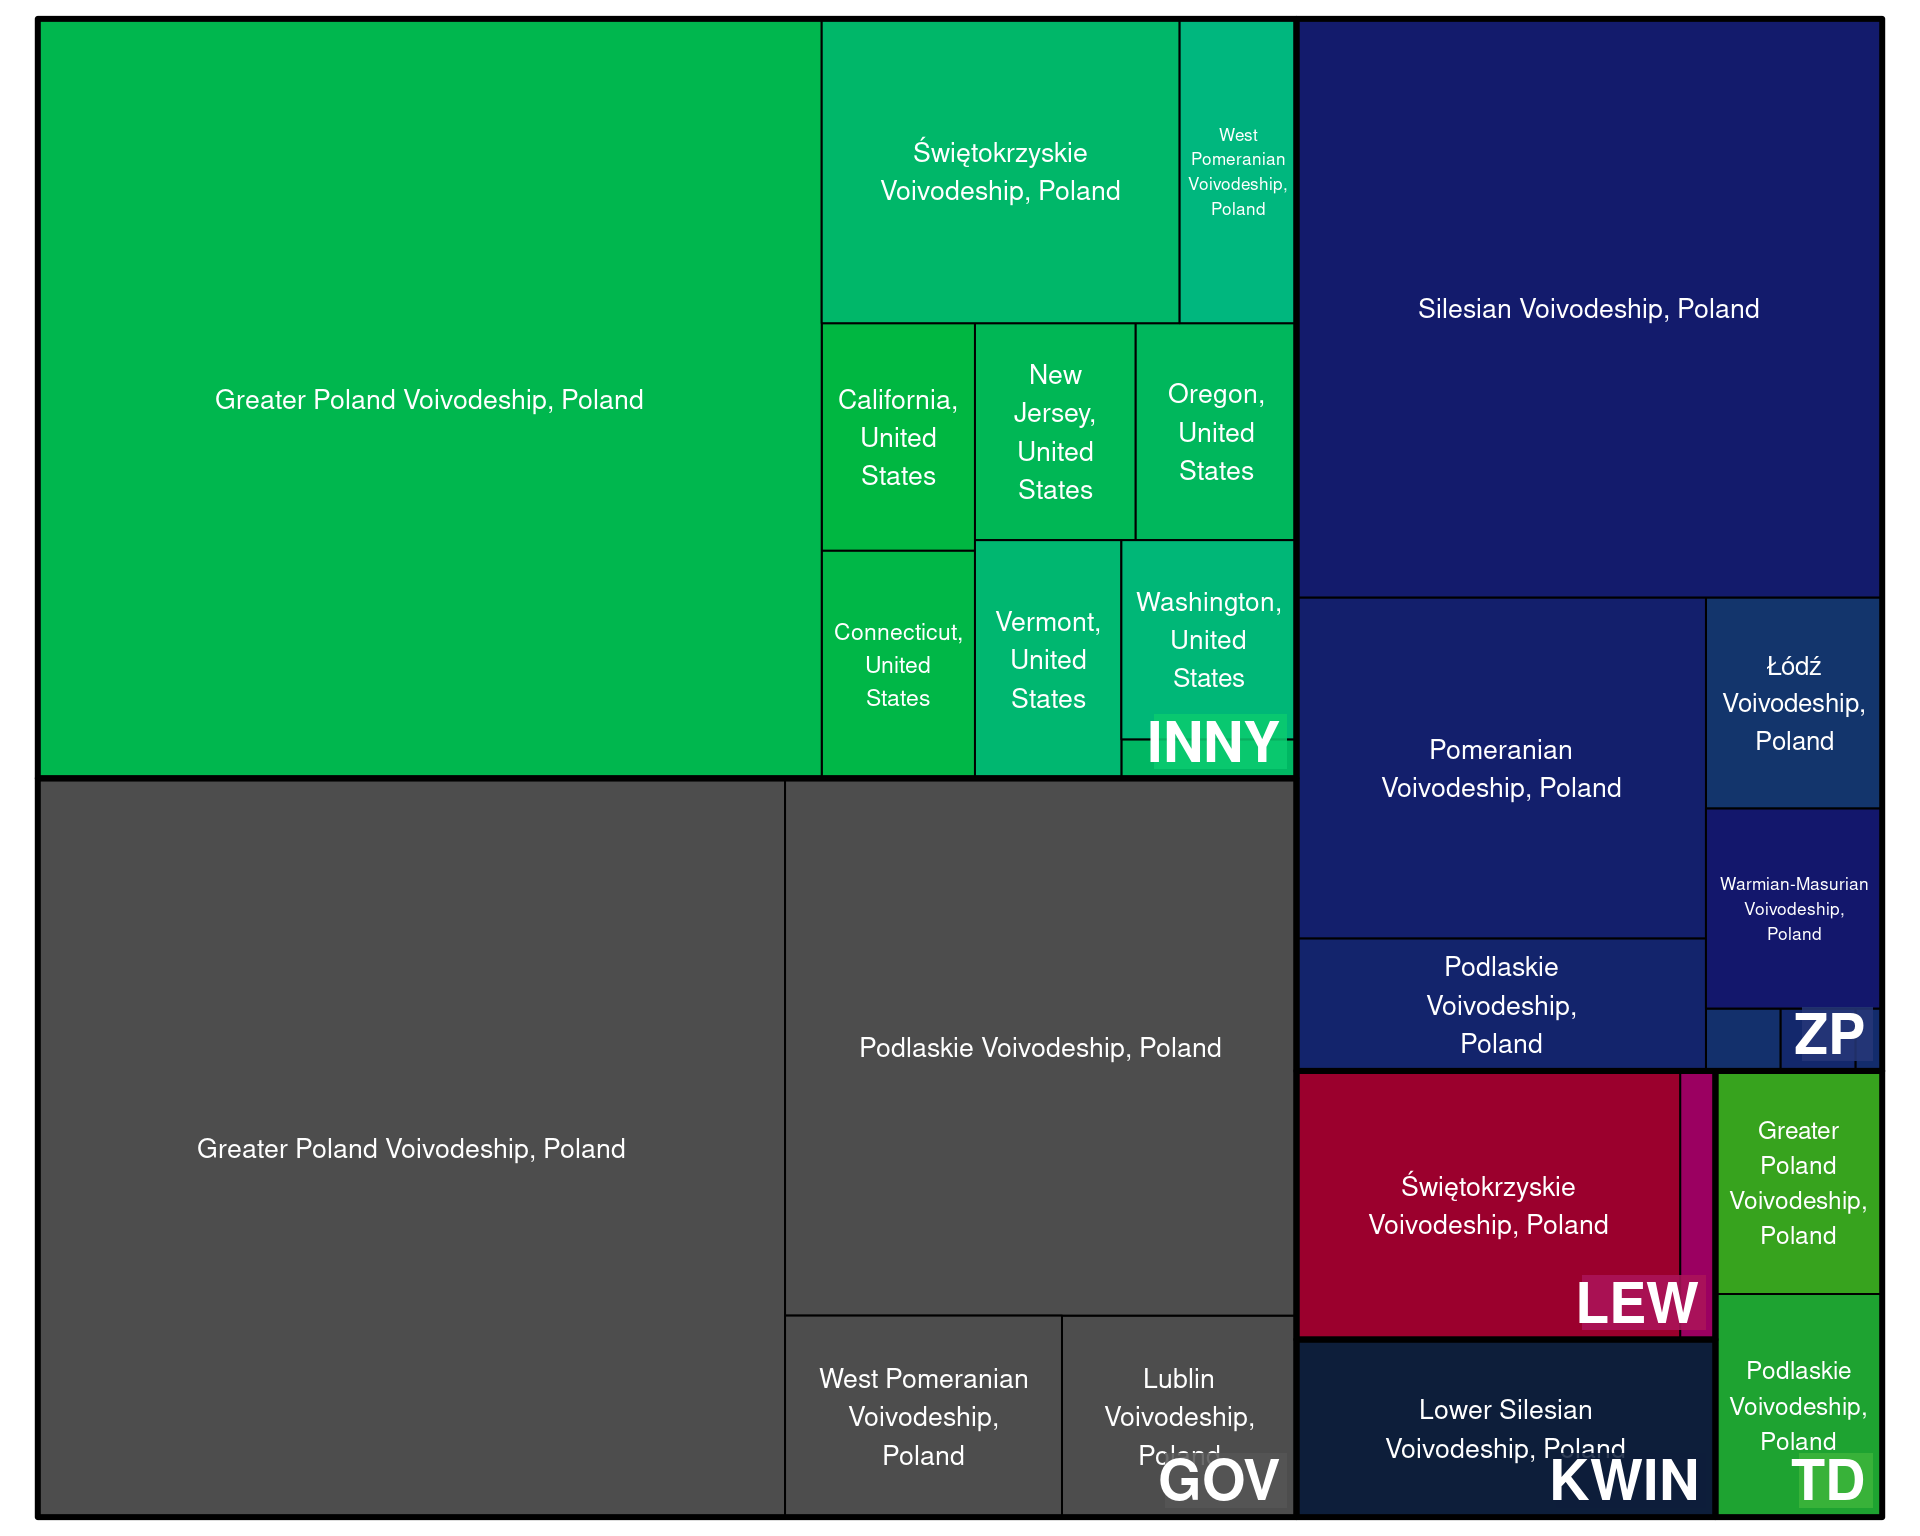 Greater Poland Voivodeship, Poland
Świętokrzyskie
Voivodeship, Poland
West
Pomeranian
Voivodeship,
Poland
California,
United
States
New
Jersey,
United
States
Oregon,
United
States
Connecticut,
United
States
Vermont,
United
States
Washington,
United
States
INNY
Greater Poland Voivodeship, Poland
Podlaskie Voivodeship, Poland
West Pomeranian
Voivodeship,
Poland
Lublin
Voivodeship,
Poland
GOV
Silesian Voivodeship, Poland
Pomeranian
Voivodeship, Poland
Łódź
Voivodeship,
Poland
Warmian-Masurian
Voivodeship,
Poland
Podlaskie
Voivodeship,
Poland
ZP
Świętokrzyskie
Voivodeship, Poland
LEW
Greater
Poland
Voivodeship,
Poland
Lower Silesian
Voivodeship, Poland
KWIN
Podlaskie
Voivodeship,
Poland
TD